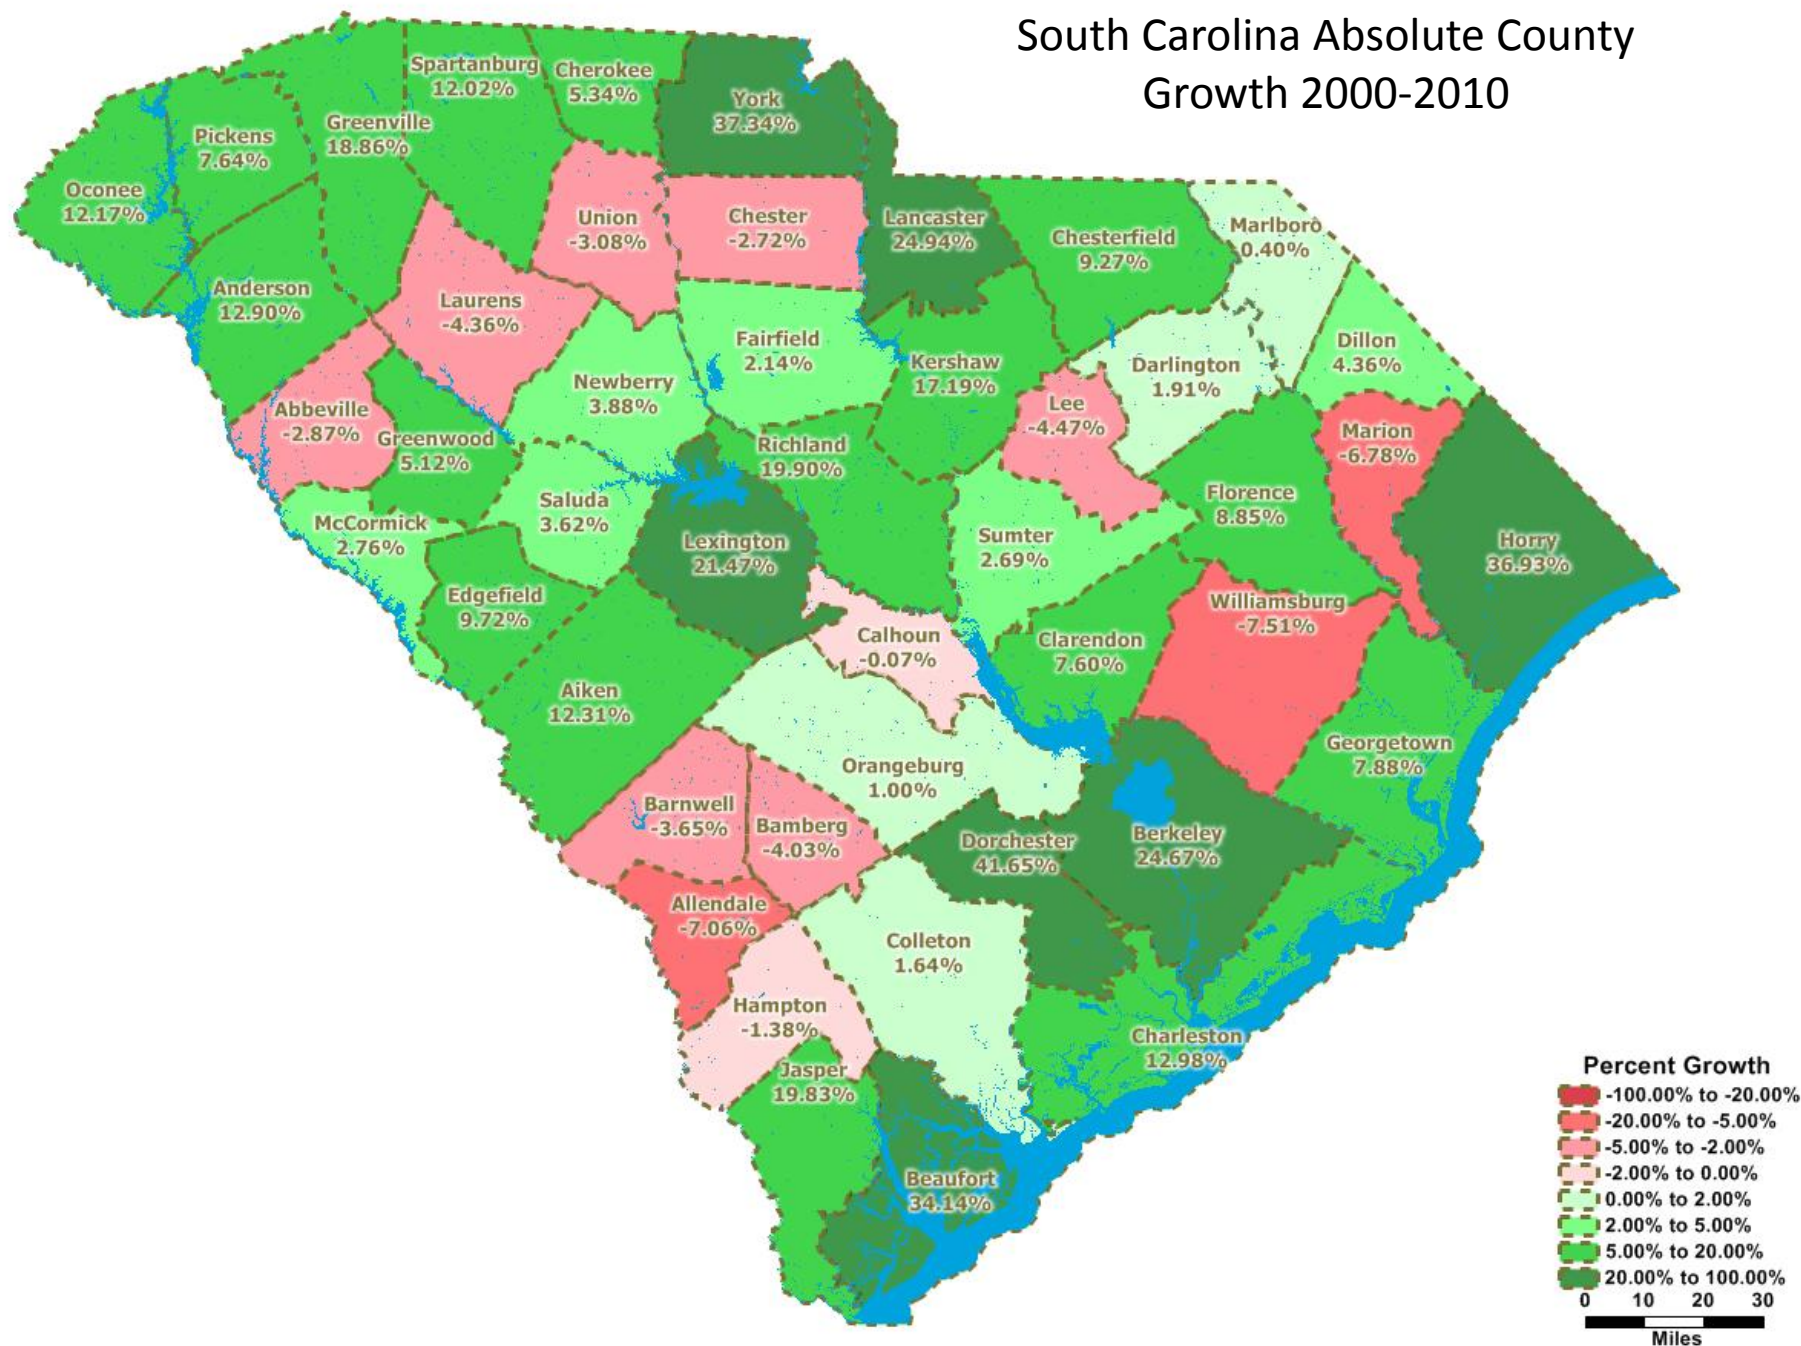 South Carolina Absolute County
Growth 2000-2010
Spartanburg
12.02%
Cherokee
5.34%
York
37.34%
Greenville
18.86%
Pickens
7.64%
Oconee
12.17%
Union
-3.08%
Chester
-2.72%
Lancaster
24.94%
Chesterfield
9.27%
Marlboro
0.40%
Anderson
12.90%
Laurens
-4.36%
Fairfield
2.14%
Kershaw
17.19%
Darlington
1.91%
Dillon
4.36%
Newberry
3.88%
Abbeville
-2.87%
Greenwood
5.12%
Richland
19.90%
Lee
-4.47%
Marion
-6.78%
Saluda
3.62%
Florence
8.85%
McCormick
2.76%
Lexington
21.47%
Sumter
2.69%
Horry
36.93%
Edgefield
9.72%
Williamsburg
-7.51%
Calhoun
-0.07%
Clarendon
7.60%
Aiken
12.31%
Georgetown
7.88%
Orangeburg
1.00%
Barnwell
-3.65%
Bamberg
-4.03%
Dorchester
41.65%
Berkeley
24.67%
Allendale
-7.06%
Colleton
1.64%
Hampton
-1.38%
Charleston
12.98%
Jasper
19.83%
Beaufort
34.14%
Percent Growth
-100.00% to -20.00%
-20.00% to -5.00%
-5.00% to -2.00%
-2.00% to 0.00%
0.00% to 2.00%
2.00% to 5.00%
5.00% to 20.00%
20.00% to 100.00%
0 10 20 30
Miles